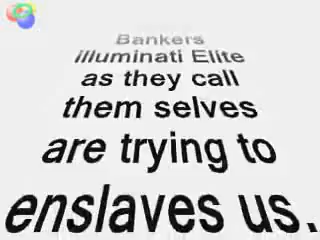 Bankers
illuminati Elite
as they call
them selves
are trying to
enslaves us.